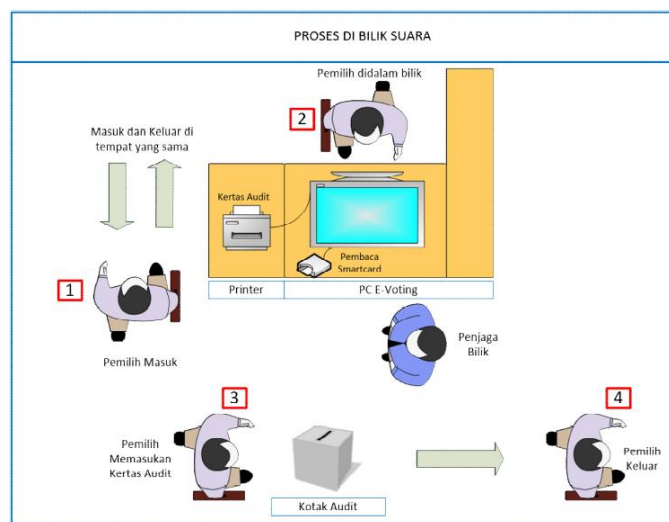 PROSES DI BILIK SUARA
Pemilih didalam bilik
2
Masuk dan Keluar di
tempat yang sama
Kertas Audit
Pembaca
Smartcard
1
Printer
PC E-Voting
Pemilih Masuk
Penjaga
Bilik
3
4
Pemilih
Memasukan
Kertas Audit
Pemilih
Keluar
Kotak Audit